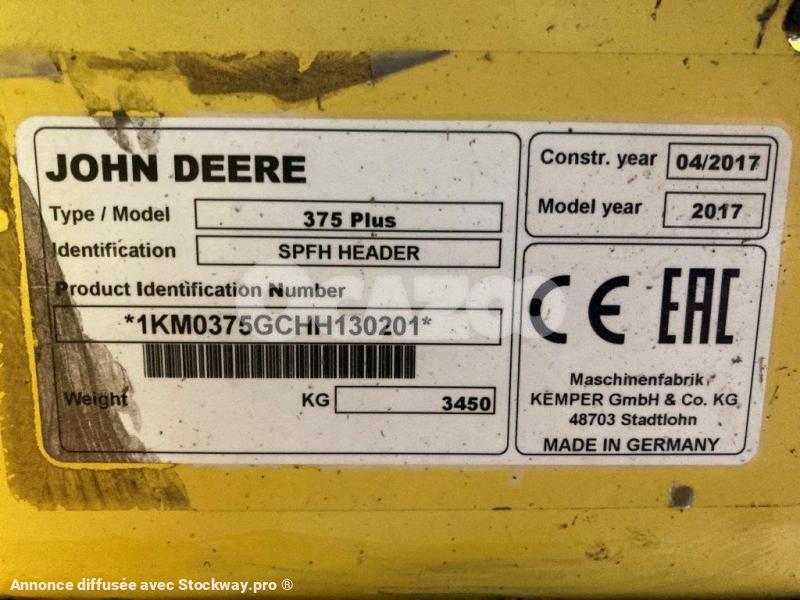 JOHN DEERE
Type / Model 375 Plus
Identification SPFH HEADER
Product Identification Number
*1KM0375GCHH130201*
Weight KG 3450
Constr. year 04/2017
Model year 2017
CE EAC
Maschinenfabrik
KEMPER GmbH & Co. KG
48703 Stadtlohn
MADE IN GERMANY
CAZOO
Annonce diffusée avec Stockway.pro ®